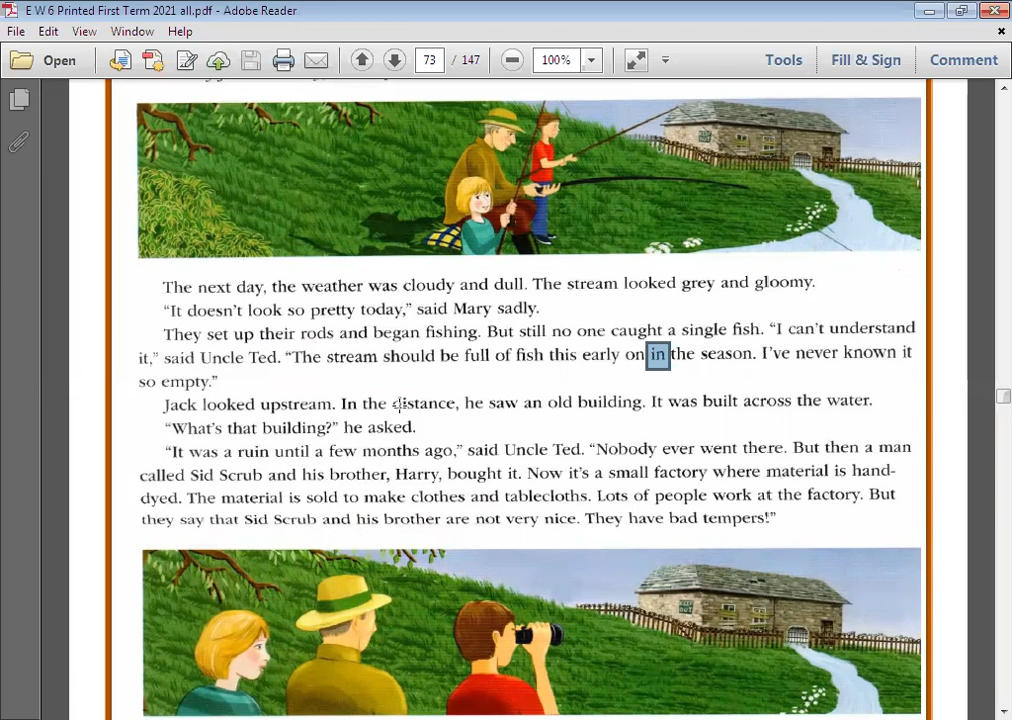 E W 6 Printed First Term 2021 all.pdf - Adobe Reader
File Edit View Window Help
Open 73 / 147 100% Tools Fill & Sign Comment
The next day, the weather was cloudy and dull. The stream looked grey and gloomy.
“It doesn’t look so pretty today,” said Mary sadly.
They set up their rods and began fishing. But still no one caught a single fish. “I can’t understand
it,” said Uncle Ted. “The stream should be full of fish this early on in the season. I’ve never known it
so empty.”
Jack looked upstream. In the distance, he saw an old building. It was built across the water.
“What’s that building?” he asked.
“It was a ruin until a few months ago,” said Uncle Ted. “Nobody ever went there. But then a man
called Sid Scrub and his brother, Harry, bought it. Now it’s a small factory where material is hand-
dyed. The material is sold to make clothes and tablecloths. Lots of people work at the factory. But
they say that Sid Scrub and his brother are not very nice. They have bad tempers!”
KEEP
OUT